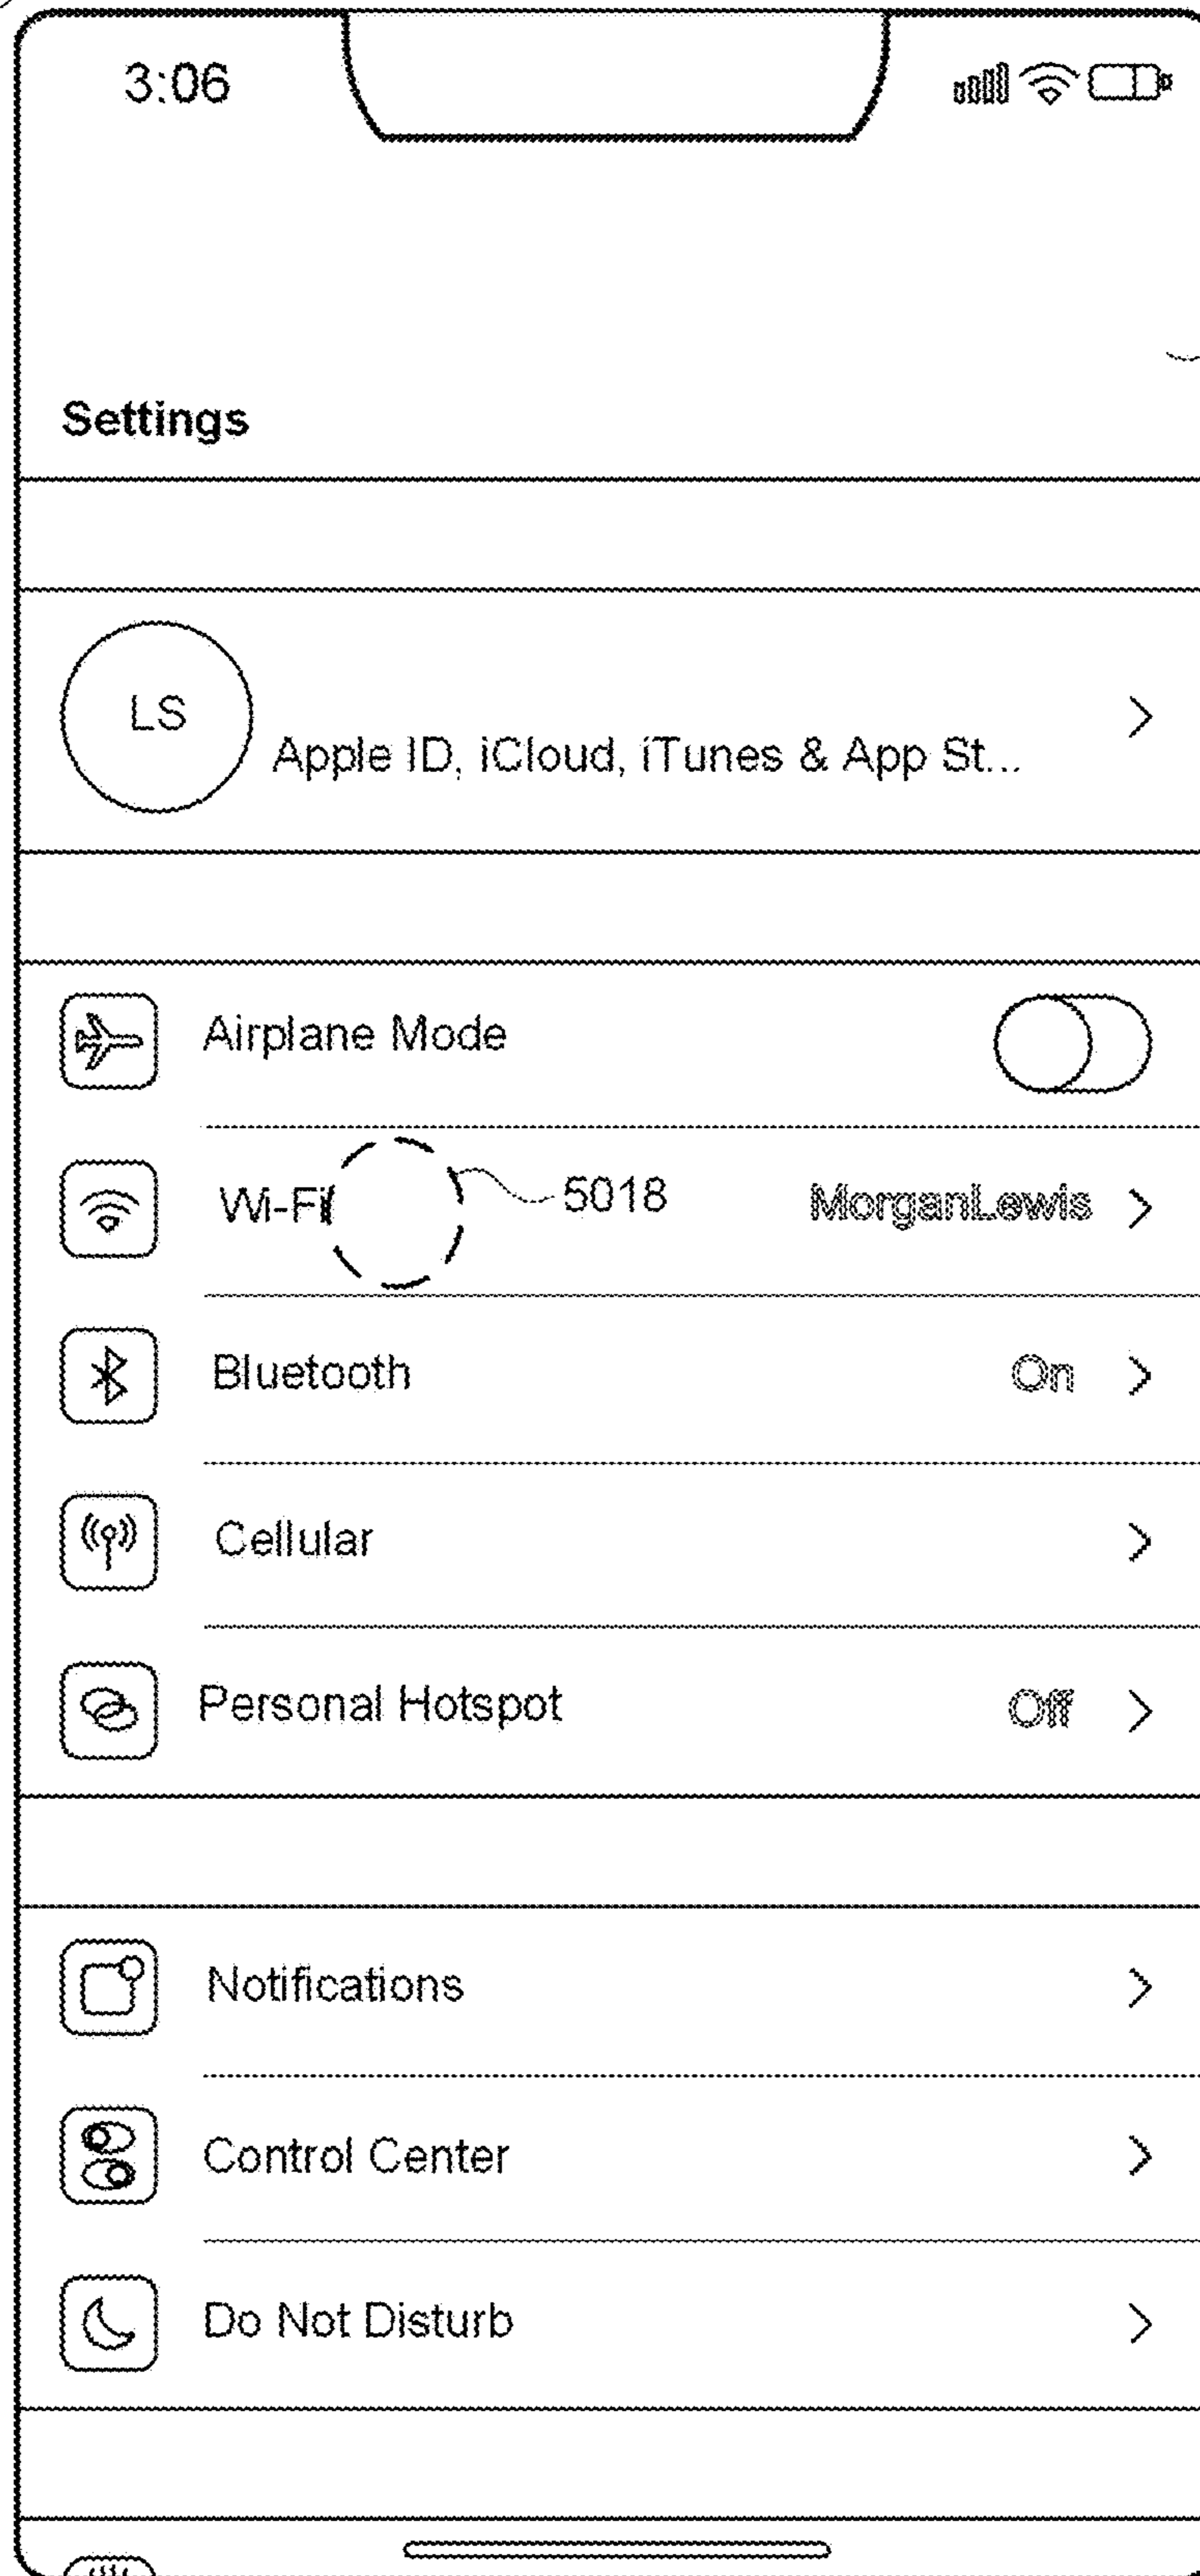 3:06
Settings
LS
Apple ID, iCloud, iTunes & App St...
Airplane Mode
Wi-Fi 5018 MorganLewis
Bluetooth On
Cellular
Personal Hotspot Off
Notifications
Control Center
Do Not Disturb